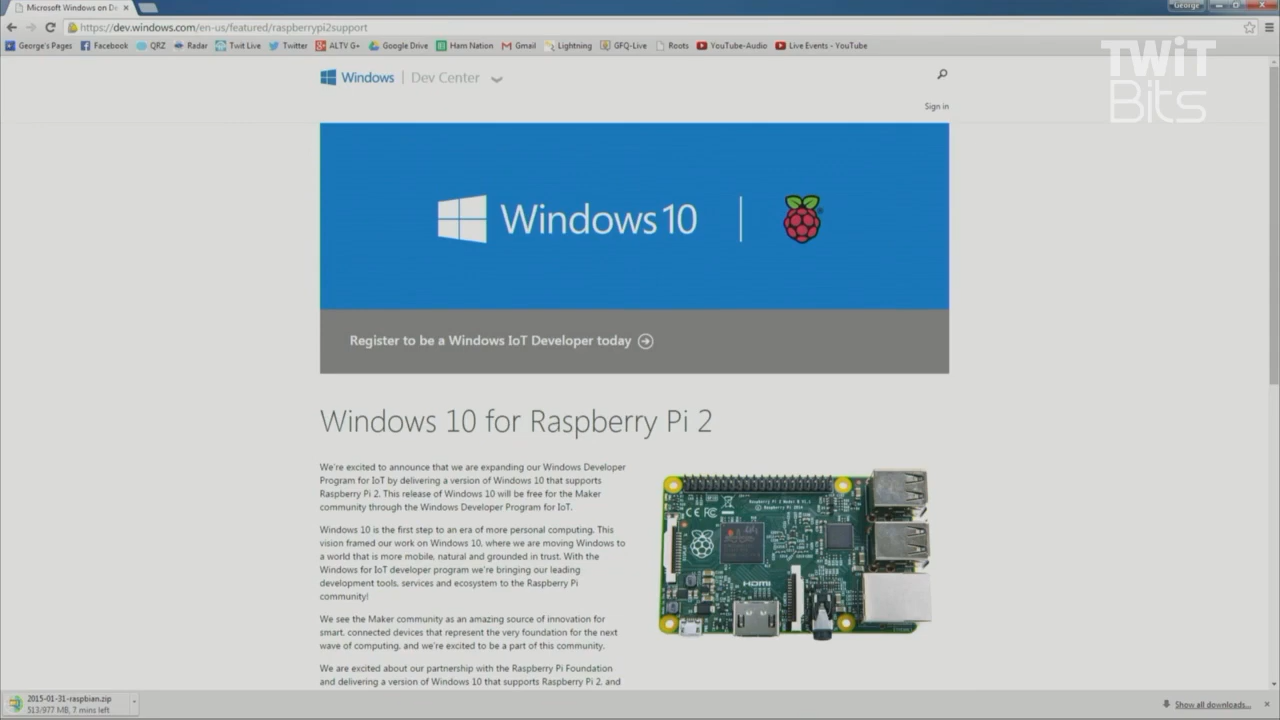 Microsoft Windows on De
George
https://dev.windows.com/en-us/featured/raspberrypi2support
George's Pages
Facebook
QRZ
Radar
Twit Live
Twitter
ALTV G+
Google Drive
Ham Nation
Gmail
Lightning
GFQ-Live
Roots
YouTube-Audio
Live Events - YouTube
TWiT
Bits
Windows | Dev Center
Sign in
Windows 10
Register to be a Windows IoT Developer today
Windows 10 for Raspberry Pi 2
We're excited to announce that we are expanding our Windows Developer
Program for IoT by delivering a version of Windows 10 that supports
Raspberry Pi 2. This release of Windows 10 will be free for the Maker
community through the Windows Developer Program for IoT.
Windows 10 is the first step to an era of more personal computing. This
vision framed our work on Windows 10, where we are moving Windows to
a world that is more mobile, natural and grounded in trust. With the
Windows for IoT developer program we're bringing our leading
development tools, services and ecosystem to the Raspberry Pi
community!
We see the Maker community as an amazing source of innovation for
smart, connected devices that represent the very foundation for the next
wave of computing, and we're excited to be a part of this community.
We are excited about our partnership with the Raspberry Pi Foundation
and delivering a version of Windows 10 that supports Raspberry Pi 2, and
Raspberry Pi 2 Model B V1.1
© Raspberry Pi 2014
HDMI
2015-01-31-raspbian.zip
513/977 MB, 7 mins left
Show all downloads...